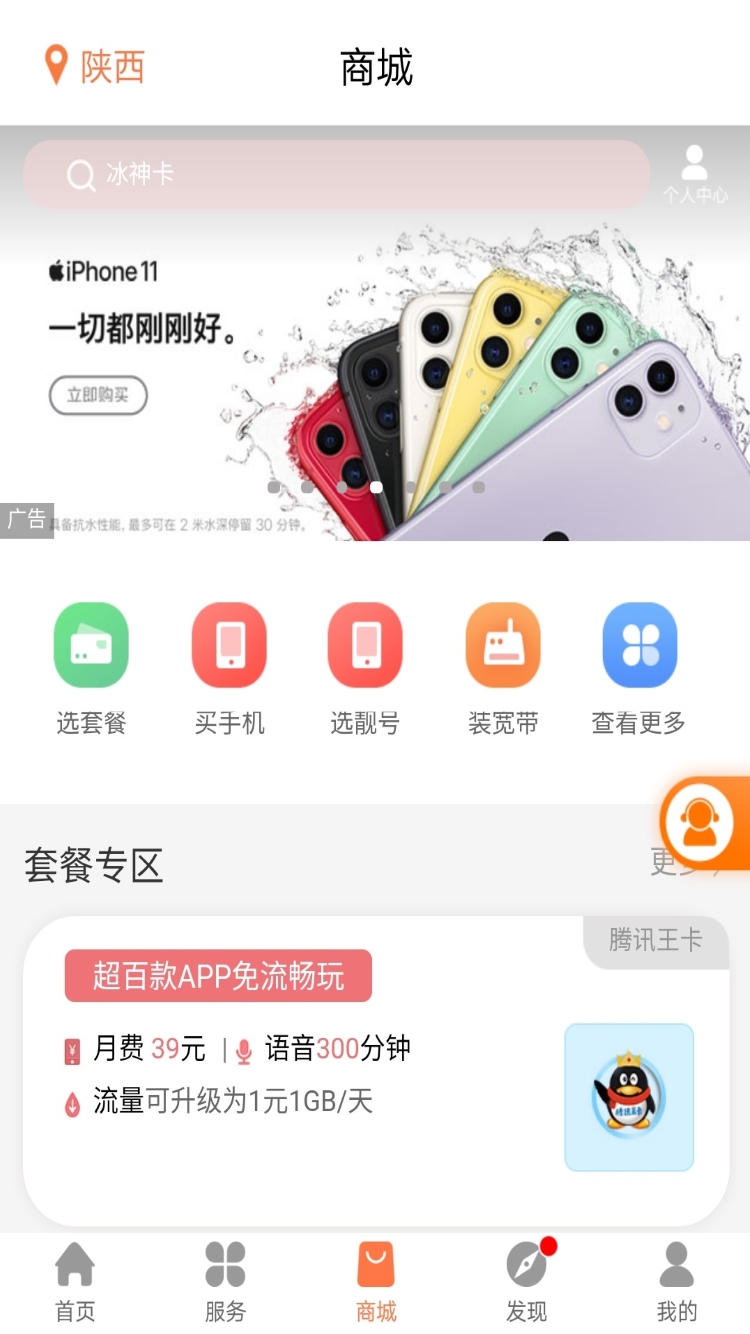 陕西
商城
冰神卡
个人中心
iPhone 11
一切都刚刚好。
立即购买
广告
具备抗水性能, 最多可在 2 米水深停留 30 分钟。
选套餐
买手机
选靓号
装宽带
查看更多
套餐专区
更多
腾讯王卡
超百款APP免流畅玩
月费 39元 | 语音300分钟
流量可升级为1元1GB/天
首页
服务
商城
发现
我的